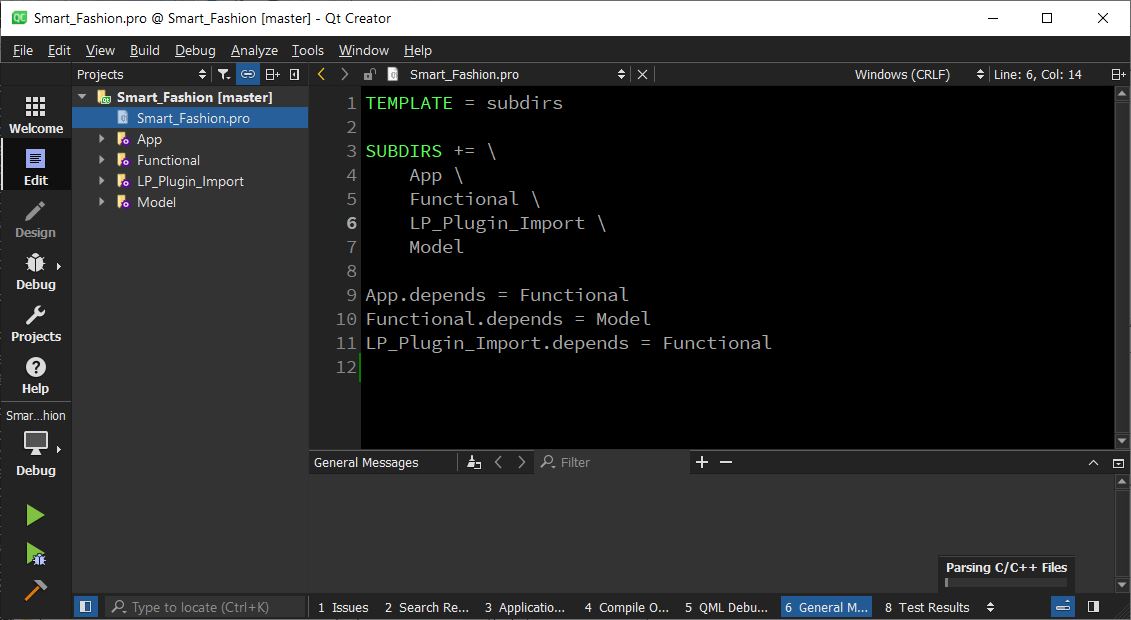 Smart_Fashion.pro @ Smart_Fashion [master] - Qt Creator
File Edit View Build Debug Analyze Tools Window Help
Projects
Smart_Fashion.pro
Windows (CRLF)
Line: 6, Col: 14
Welcome
Edit
Design
Debug
Projects
Help
Smar...hion
Debug
Smart_Fashion [master]
Smart_Fashion.pro
App
Functional
LP_Plugin_Import
Model
1 TEMPLATE = subdirs
2
3 SUBDIRS += \
4 App \
5 Functional \
6 LP_Plugin_Import \
7 Model
8
9 App.depends = Functional
10 Functional.depends = Model
11 LP_Plugin_Import.depends = Functional
12
General Messages
Filter
Parsing C/C++ Files
Type to locate (Ctrl+K)
1 Issues
2 Search Re...
3 Applicatio...
4 Compile O...
5 QML Debu...
6 General M...
8 Test Results